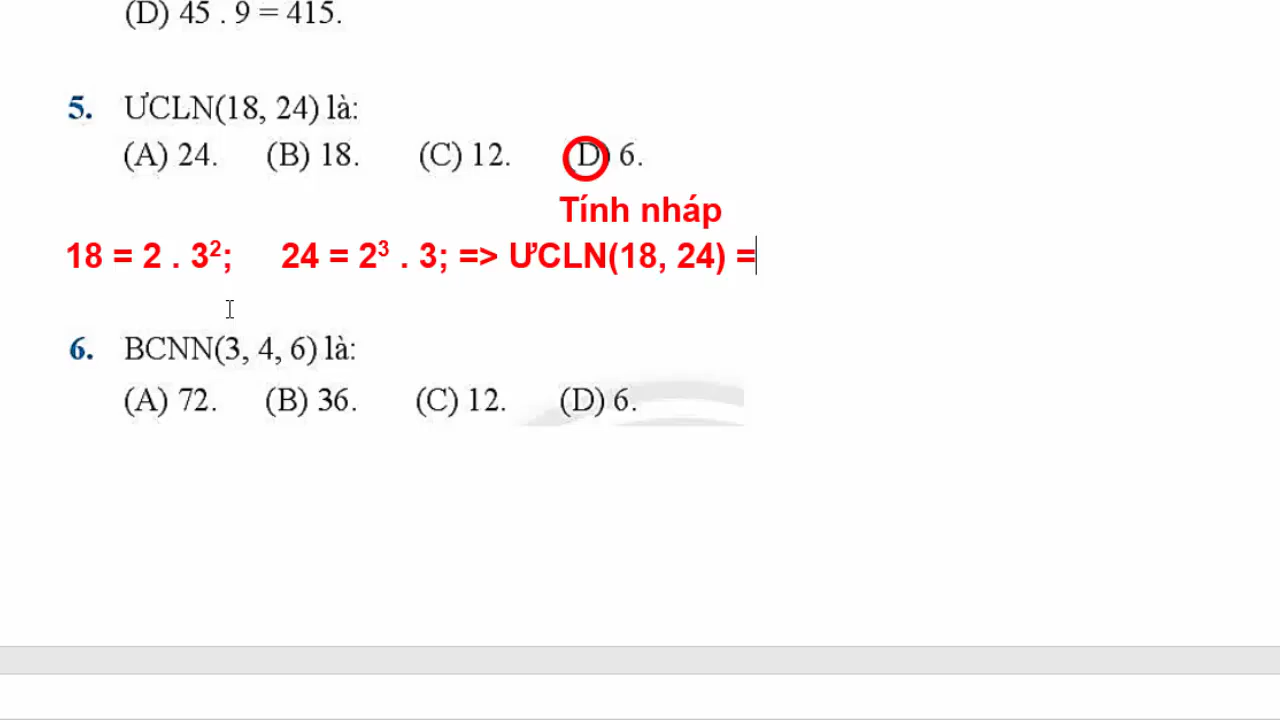 (D) 45 . 9 = 415.
5. ƯCLN(18, 24) là:
(A) 24. (B) 18. (C) 12. (D) 6.
Tính nháp
18 = 2 . 3²; 24 = 2³ . 3; => ƯCLN(18, 24) =
6. BCNN(3, 4, 6) là:
(A) 72. (B) 36. (C) 12. (D) 6.